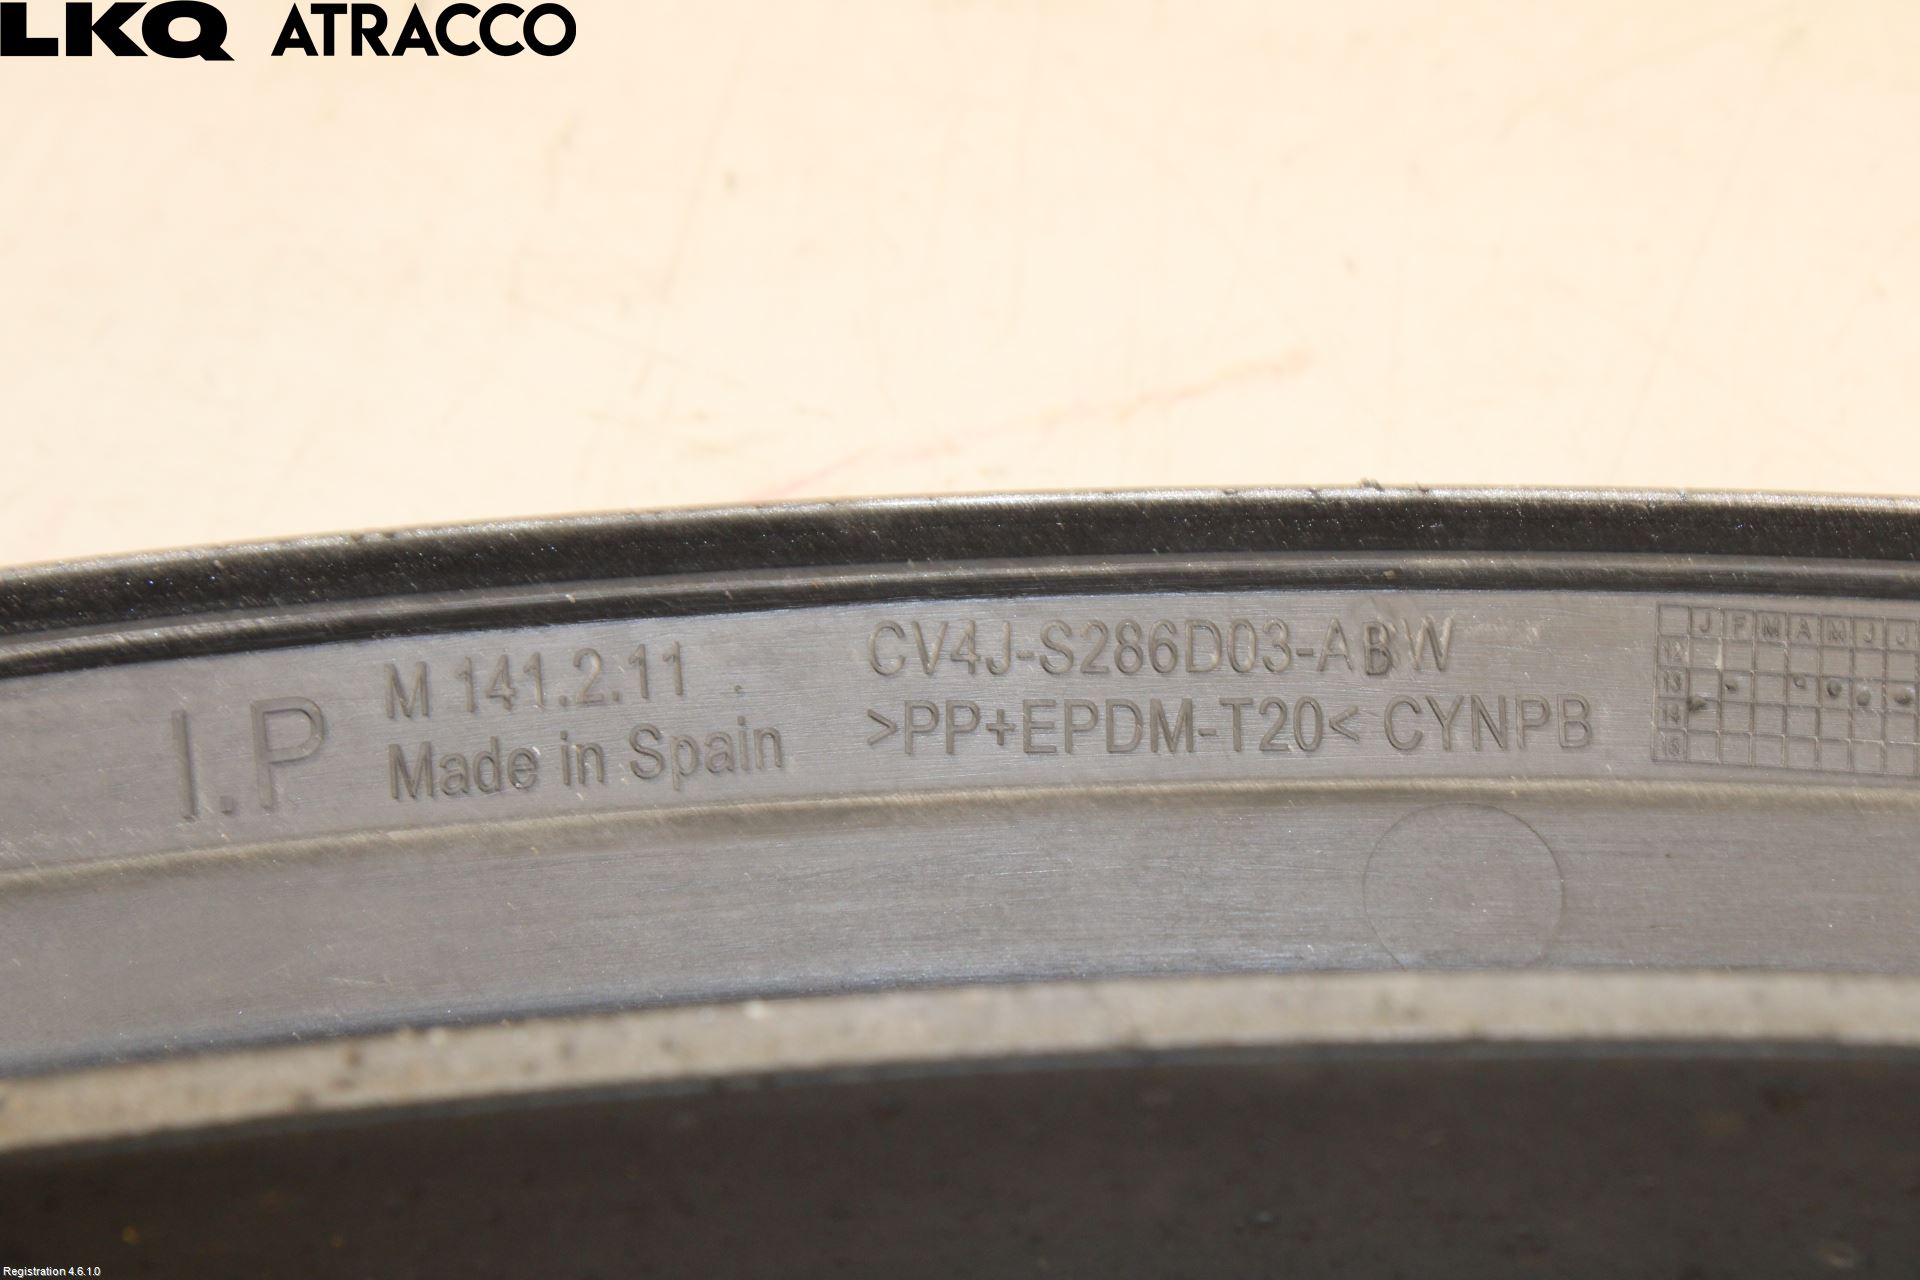 LKQ ATRACCO
I.P
M 141.2.11
Made in Spain
CV4J-S286D03-ABW
>PP+EPDM-T20< CYNPB
J F M A M J J
12
13
14
15
Registration 4.6.1.0